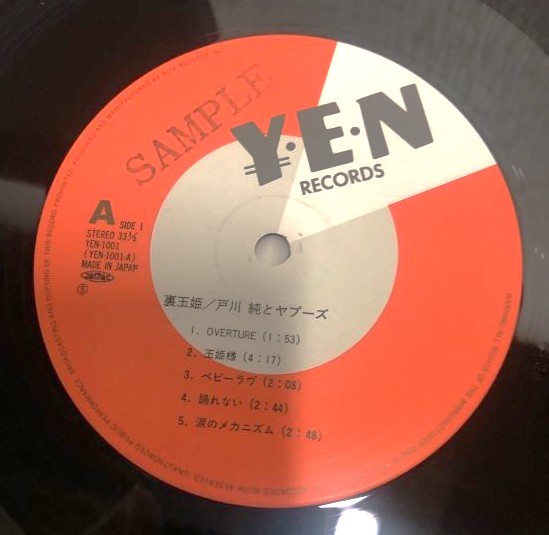 SAMPLE
Y·E·N
RECORDS
A
SIDE 1
STEREO 33⅓
YEN-1001
(YEN-1001-A)
MADE IN JAPAN
JASRAC
Ⓢ
裏玉姫/戸川 純とヤプーズ
1. OVERTURE (1:53)
2. 玉姫様 (4:17)
3. ベビーラヴ (2:08)
4. 踊れない (2:44)
5. 涙のメカニズム (2:48)